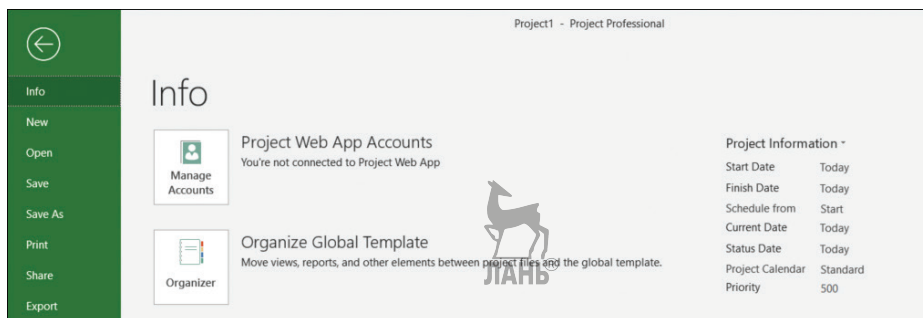 Project1 - Project Professional
Info
New
Open
Save
Save As
Print
Share
Export
Info
Manage
Accounts
Project Web App Accounts
You're not connected to Project Web App
Organizer
Organize Global Template
Move views, reports, and other elements between project files and the global template.
ЛАНЬ®
Project Information
Start Date Today
Finish Date Today
Schedule from Start
Current Date Today
Status Date Today
Project Calendar Standard
Priority 500